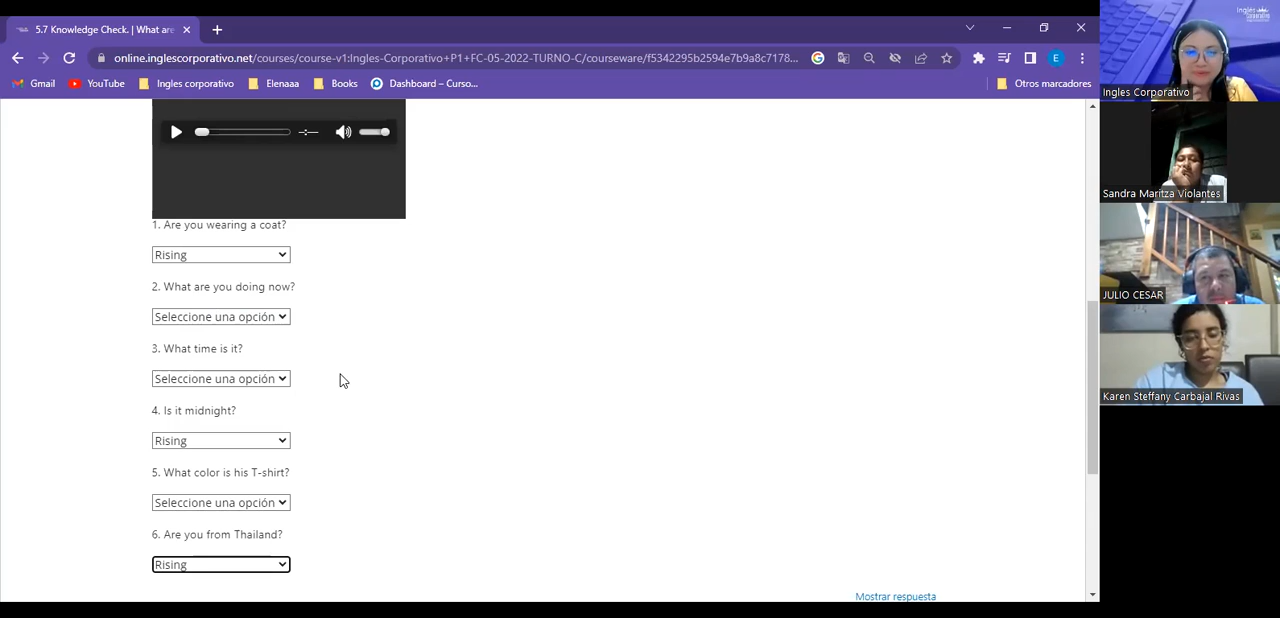 5.7 Knowledge Check. | What are
online.inglescorporativo.net/courses/course-v1:Ingles-Corporativo+P1+FC-05-2022-TURNO-C/courseware/f5342295b2594e7b9a8c7178...
E
Gmail
YouTube
Ingles corporativo
Elenaaa
Books
Dashboard – Curso...
Otros marcadores
1. Are you wearing a coat?
Rising
2. What are you doing now?
Seleccione una opción
3. What time is it?
Seleccione una opción
4. Is it midnight?
Rising
5. What color is his T-shirt?
Seleccione una opción
6. Are you from Thailand?
Rising
Mostrar respuesta
Ingles Corporativo
Sandra Maritza Violantes
JULIO CESAR
Karen Steffany Carbajal Rivas